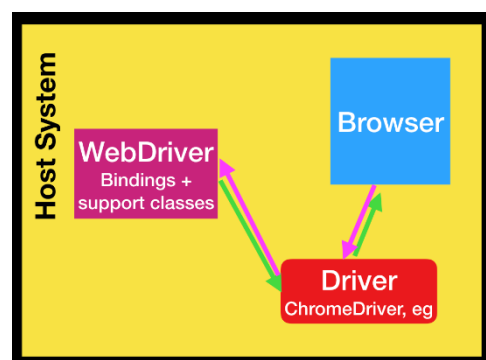 Host System
WebDriver
Bindings +
support classes
Browser
Driver
ChromeDriver, eg